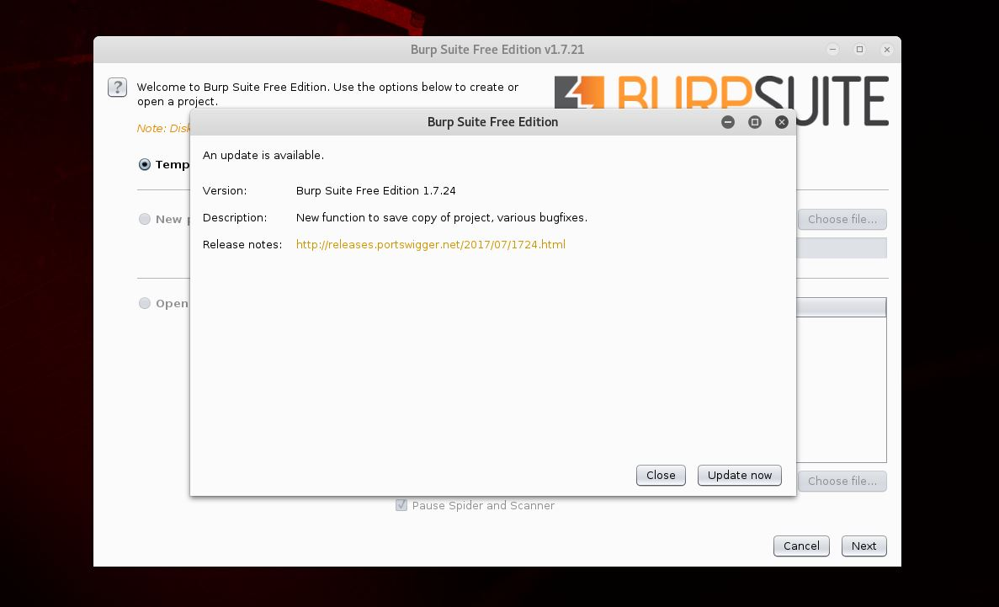 Burp Suite Free Edition v1.7.21
? Welcome to Burp Suite Free Edition. Use the options below to create or
open a project.
BURPSUITE
Note: Disk
Temp
New
Choose file...
Open
Burp Suite Free Edition
An update is available.
Version: Burp Suite Free Edition 1.7.24
Description: New function to save copy of project, various bugfixes.
Release notes: http://releases.portswigger.net/2017/07/1724.html
Close Update now
Choose file...
Pause Spider and Scanner
Cancel Next